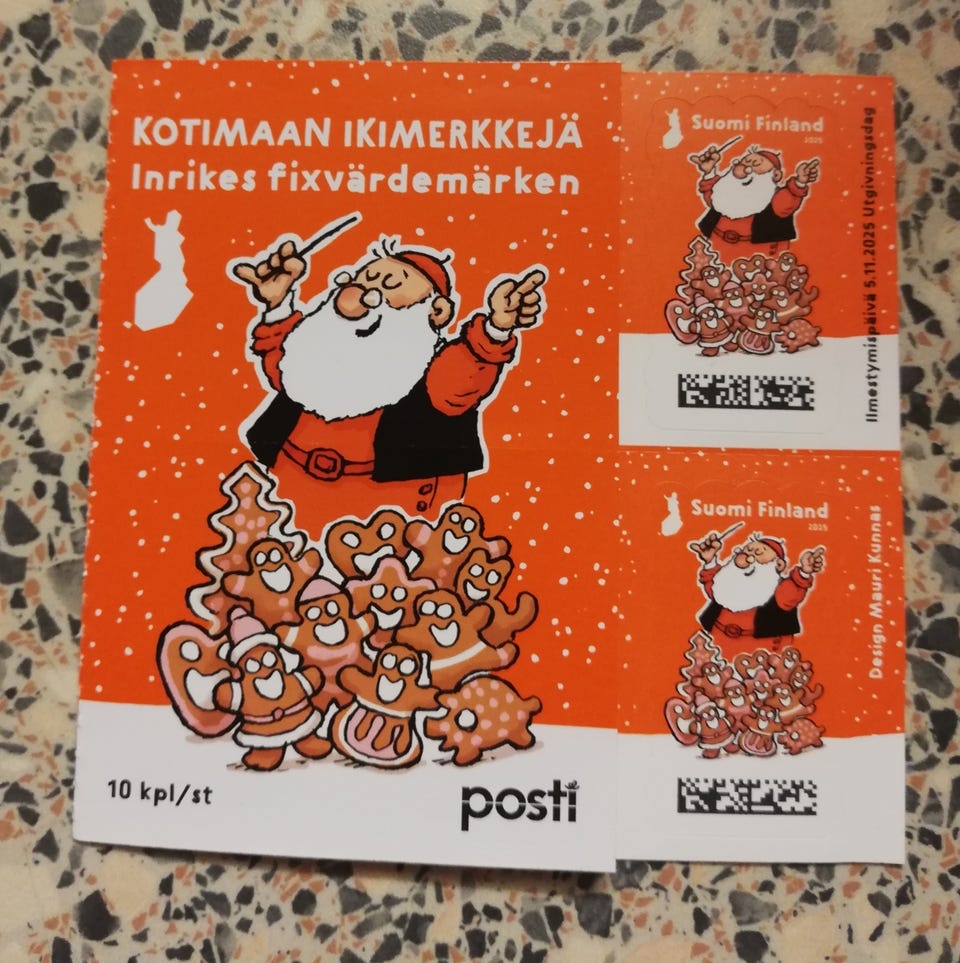 KOTIMAAN IKIMERKKEJÄ
Inrikes fixvärdemärken
10 kpl/st
posti
Suomi Finland
2025
Ilmestymispäivä 5.11.2025 Utgivningsdag
Suomi Finland
2025
Design Mauri Kunnas